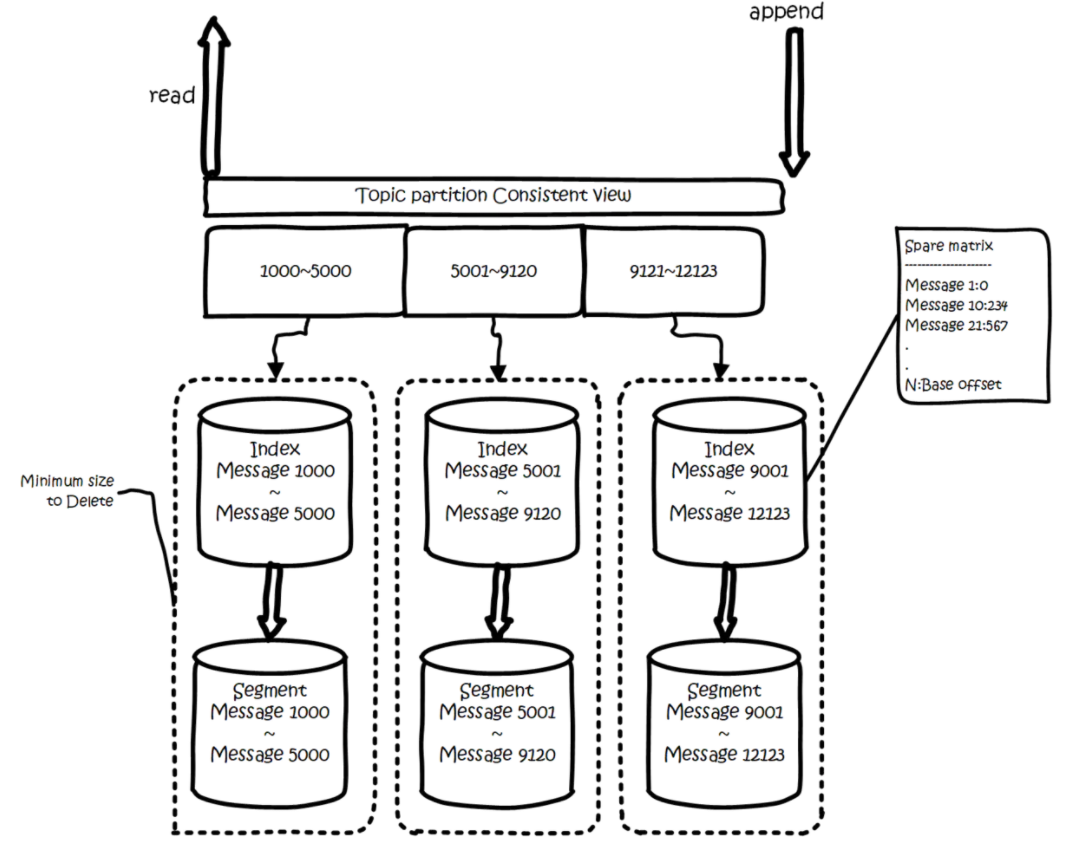 append
read
Topic partition Consistent view
1000~5000
5001~9120
9121~12123
Spare matrix
---------------------
Message 1:0
Message 10:234
Message 21:567
.
.
N:Base offset
Minimum size
to Delete
Index
Message 1000
~
Message 5000
Index
Message 5001
~
Message 9120
Index
Message 9001
~
Message 12123
Segment
Message 1000
~
Message 5000
Segment
Message 5001
~
Message 9120
Segment
Message 9001
~
Message 12123